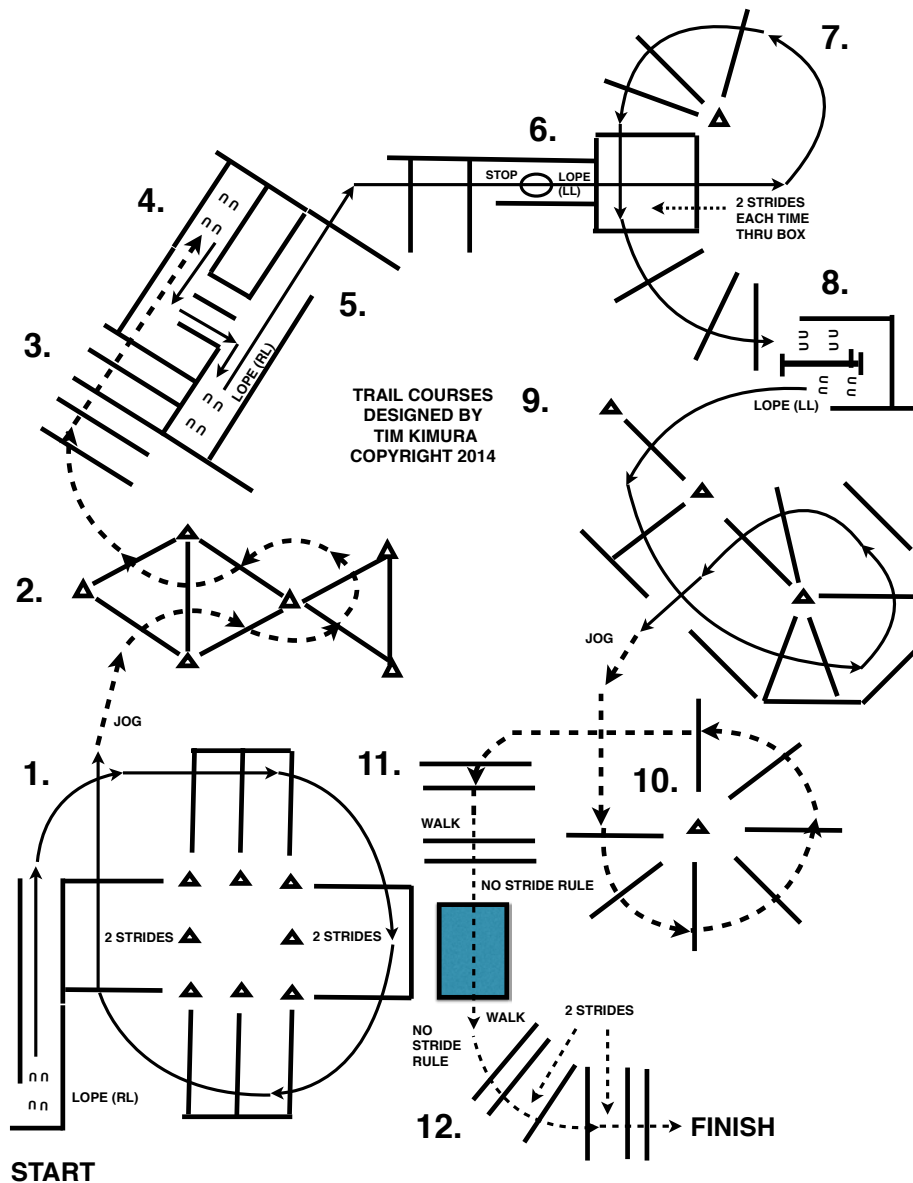 7.
6.
STOP
LOPE
(LL)
4.
2 STRIDES
EACH TIME
THRU BOX
8.
5.
3.
LOPE (RL)
TRAIL COURSES
DESIGNED BY
TIM KIMURA
COPYRIGHT 2014
9.
LOPE (LL)
2.
JOG
JOG
1.
11.
10.
WALK
NO STRIDE RULE
2 STRIDES
2 STRIDES
WALK
2 STRIDES
NO
STRIDE
RULE
LOPE (RL)
12.
FINISH
START